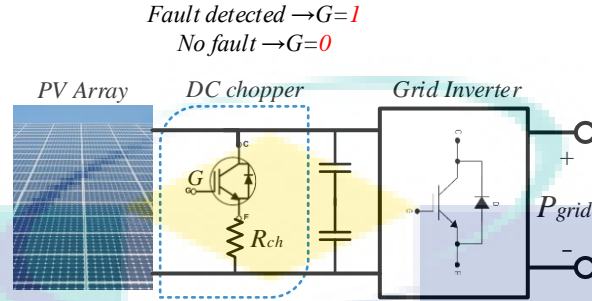 Fault detected →G=1
No fault →G=0
PV Array
DC chopper
Grid Inverter
C
G
G
E
Rch
C
G
D
E
+
Pgrid
-